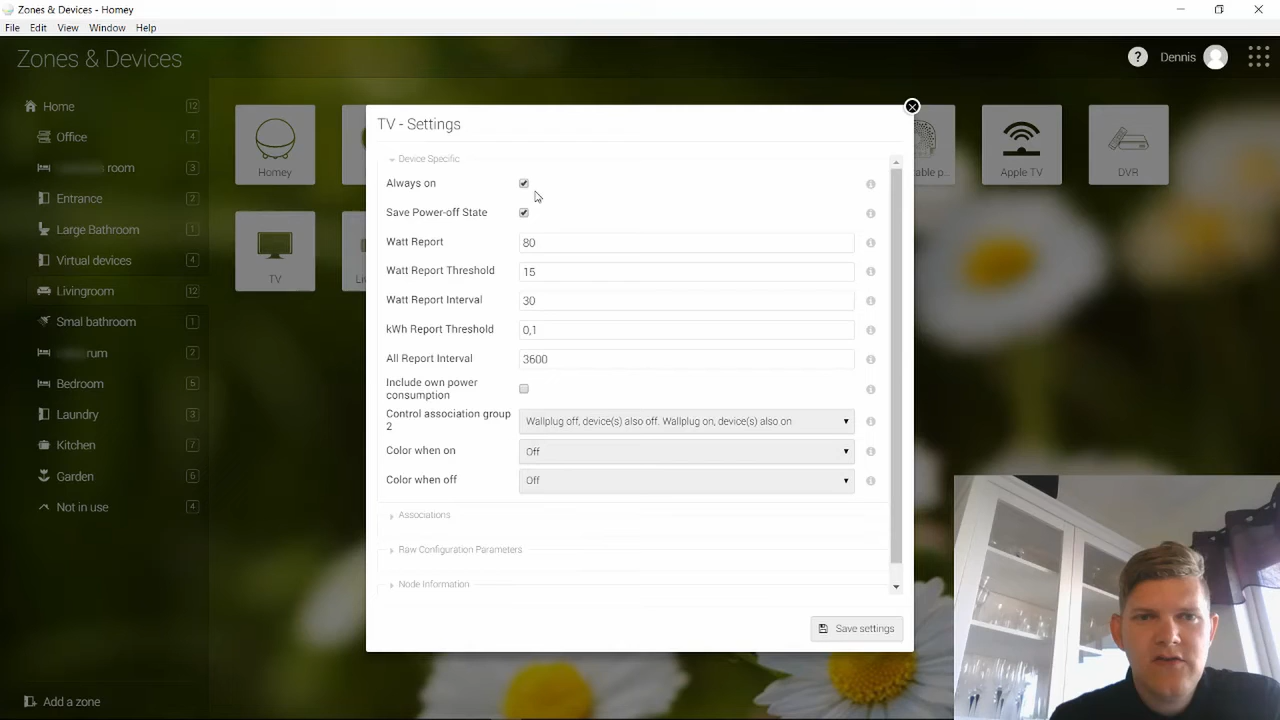 Zones & Devices - Homey
File Edit View Window Help
Zones & Devices
? Dennis
Home 12
Office 4
room 3
Entrance 2
Large Bathroom 2
Virtual devices 4
Livingroom 12
Smal bathroom 1
rum 2
Bedroom 6
Laundry 3
Kitchen 7
Garden 6
Not in use 4
Add a zone
Homey
Apple TV
DVR
TV
TV - Settings
Device Specific
Always on
Save Power-off State
Watt Report 80
Watt Report Threshold 15
Watt Report Interval 30
kWh Report Threshold 0,1
All Report Interval 3600
Include own power
consumption
Control association group
2
Wallplug off, device(s) also off. Wallplug on, device(s) also on
Color when on Off
Color when off Off
Associations
Raw Configuration Parameters
Node Information
Save settings